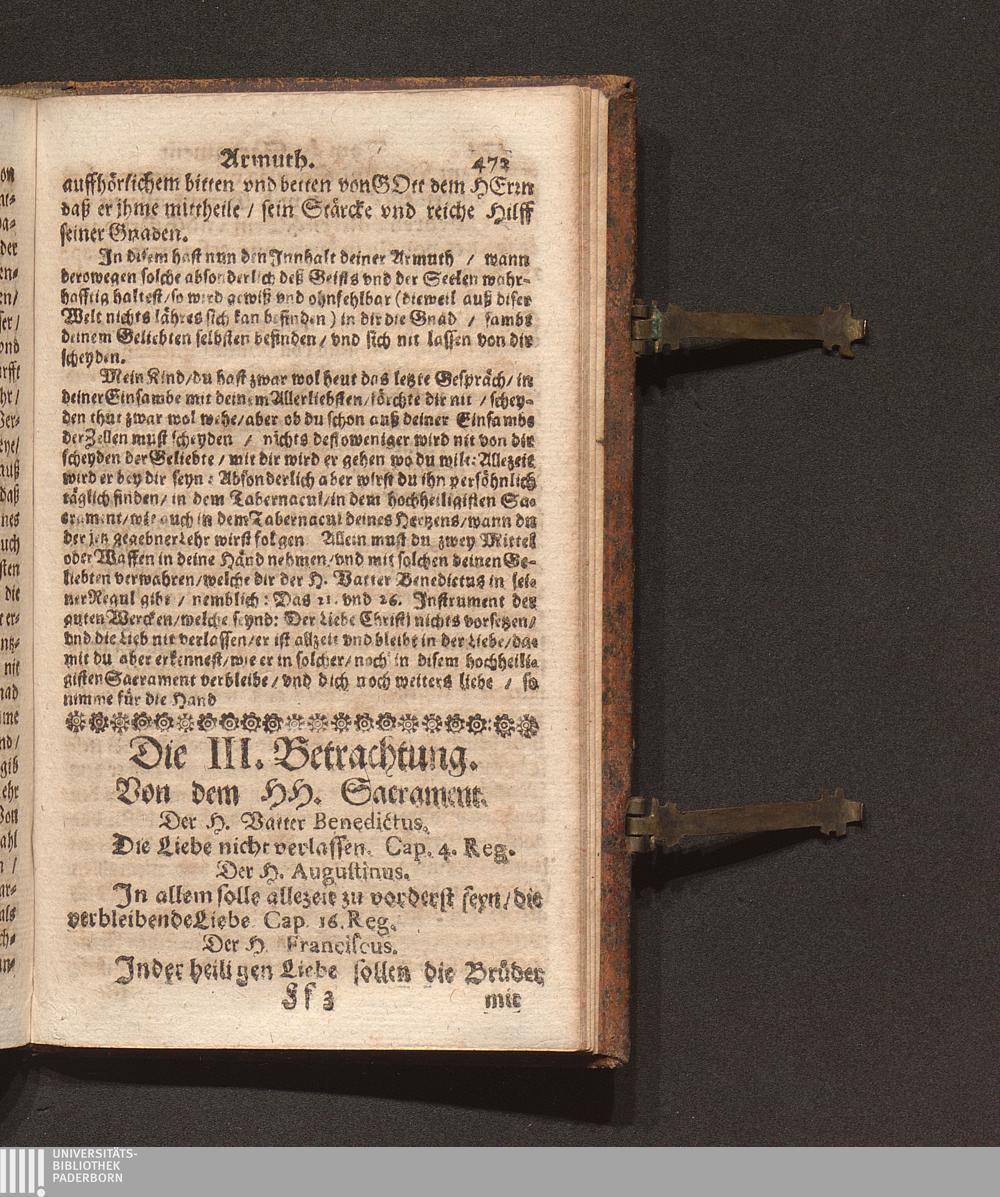 Armuth. 473
auffhörlichem bitten vnd betten von GOtt dem HErrn
daß er jhme mittheile / sein Stärcke vnd reiche Hilff
seiner Gnaden.
In disem hast nun den Innhalt deiner Armuth / wann
derowegen solche absonderlich deß Geists vnd der Seelen wahr-
hafftig haltest / so wird gewiß vnd ohnfehlbar (dieweil auß diser
Welt nichts lähres sich kan befinden) in dir die Gnad / sambt
deinem Geliebten selbsten befinden / vnd sich nit lassen von dir
scheyden.
Mein Kind / du hast zwar wol heut das letzte Gespräch / in
deiner Einsambe mit deinem Allerliebsten / förchte dir nit / schey-
den thut zwar wol wehe / aber ob du schon auß deiner Einsambe
der Zellen must scheyden / nichts destoweniger wird nit von dir
scheyden der Geliebte / mit dir wird er gehen wo du wilt: Allezeit
wird er bey dir seyn: Absonderlich aber wirst du ihn persöhnlich
täglich finden / in dem Tabernacul / in dem hochheiligisten Sa-
crament / wie auch in dem Tabernacul deines Hertzens / wann du
der jetz gegebner Lehr wirst folgen Allein must du zwey Mittel
oder Waffen in deine Händ nehmen / vnd mit solchen deinen Ge-
liebten verwahren / welche dir der H. Vatter Benedictus in sei-
ner Regul gibt / nemblich: Das 21. vnd 26. Instrument der
guten Wercken / welche seynd: Der Liebe Christi nichts vorsetzen /
vnd die Lieb nit verlassen / er ist allzeit vnd bleibt in der Liebe / da-
mit du aber erkennest / wie er in solcher / noch in disem hochheili-
gisten Sacrament verbleibe / vnd dich noch weiters liebe / so
nimme für die Hand
Die III. Betrachtung.
Von dem HH. Sacrament.
Der H. Vatter Benedictus.
Die Liebe nicht verlassen. Cap. 4. Reg.
Der H. Augustinus.
In allem solle allezeit zu vorderst seyn / die
verbleibende Liebe. Cap. 16. Reg.
Der H. Franciscus.
In der heiligen Liebe sollen die Brüder
Ff 3 mit
UNIVERSITÄTS-
BIBLIOTHEK
PADERBORN